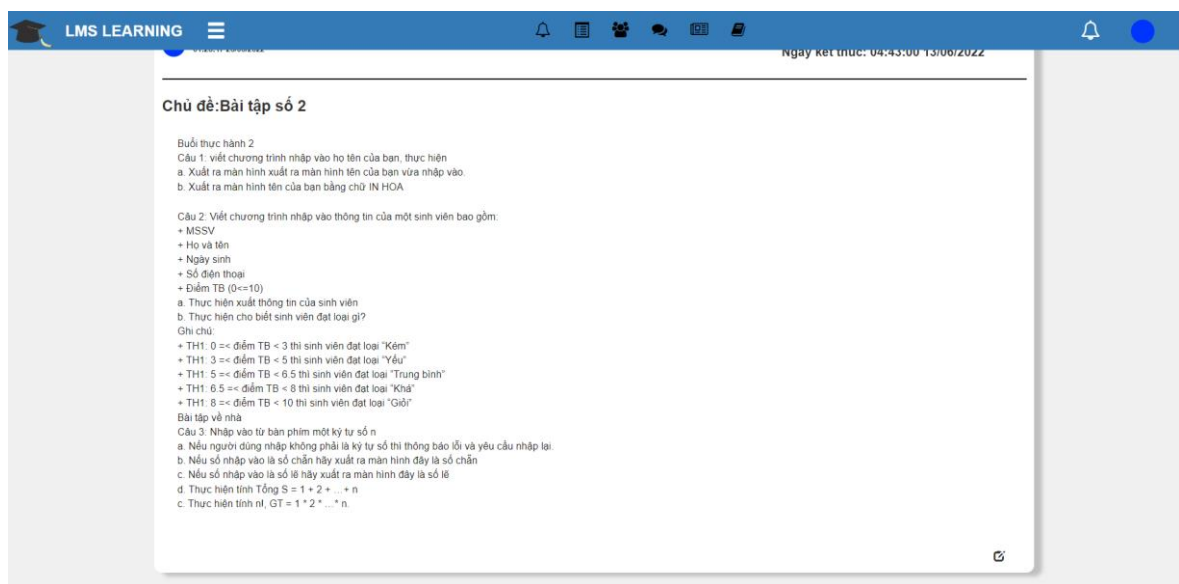 LMS LEARNING
Ngày kết thúc: 04:43:00 13/06/2022
Chủ đề:Bài tập số 2
Buổi thực hành 2
Câu 1: viết chương trình nhập vào họ tên của bạn, thực hiện
a. Xuất ra màn hình xuất ra màn hình tên của bạn vừa nhập vào.
b. Xuất ra màn hình tên của bạn bằng chữ IN HOA
Câu 2: Viết chương trình nhập vào thông tin của một sinh viên bao gồm:
+ MSSV
+ Họ và tên
+ Ngày sinh
+ Số điện thoại
+ Điểm TB (0<=10)
a. Thực hiện xuất thông tin của sinh viên
b. Thực hiện cho biết sinh viên đạt loại gì?
Ghi chú:
+ TH1: 0 =< điểm TB < 3 thì sinh viên đạt loại "Kém"
+ TH1: 3 =< điểm TB < 5 thì sinh viên đạt loại "Yếu"
+ TH1: 5 =< điểm TB < 6.5 thì sinh viên đạt loại "Trung bình"
+ TH1: 6.5 =< điểm TB < 8 thì sinh viên đạt loại "Khá"
+ TH1: 8 =< điểm TB < 10 thì sinh viên đạt loại "Giỏi"
Bài tập về nhà
Câu 3: Nhập vào từ bàn phím một ký tự số n
a. Nếu người dùng nhập không phải là ký tự số thì thông báo lỗi và yêu cầu nhập lại.
b. Nếu số nhập vào là số chẵn hãy xuất ra màn hình đây là số chẵn
c. Nếu số nhập vào là số lẽ hãy xuất ra màn hình đây là số lẽ
d. Thực hiện tính Tổng S = 1 + 2 + ...+ n
c. Thực hiện tính n!, GT = 1 * 2 * ...* n.